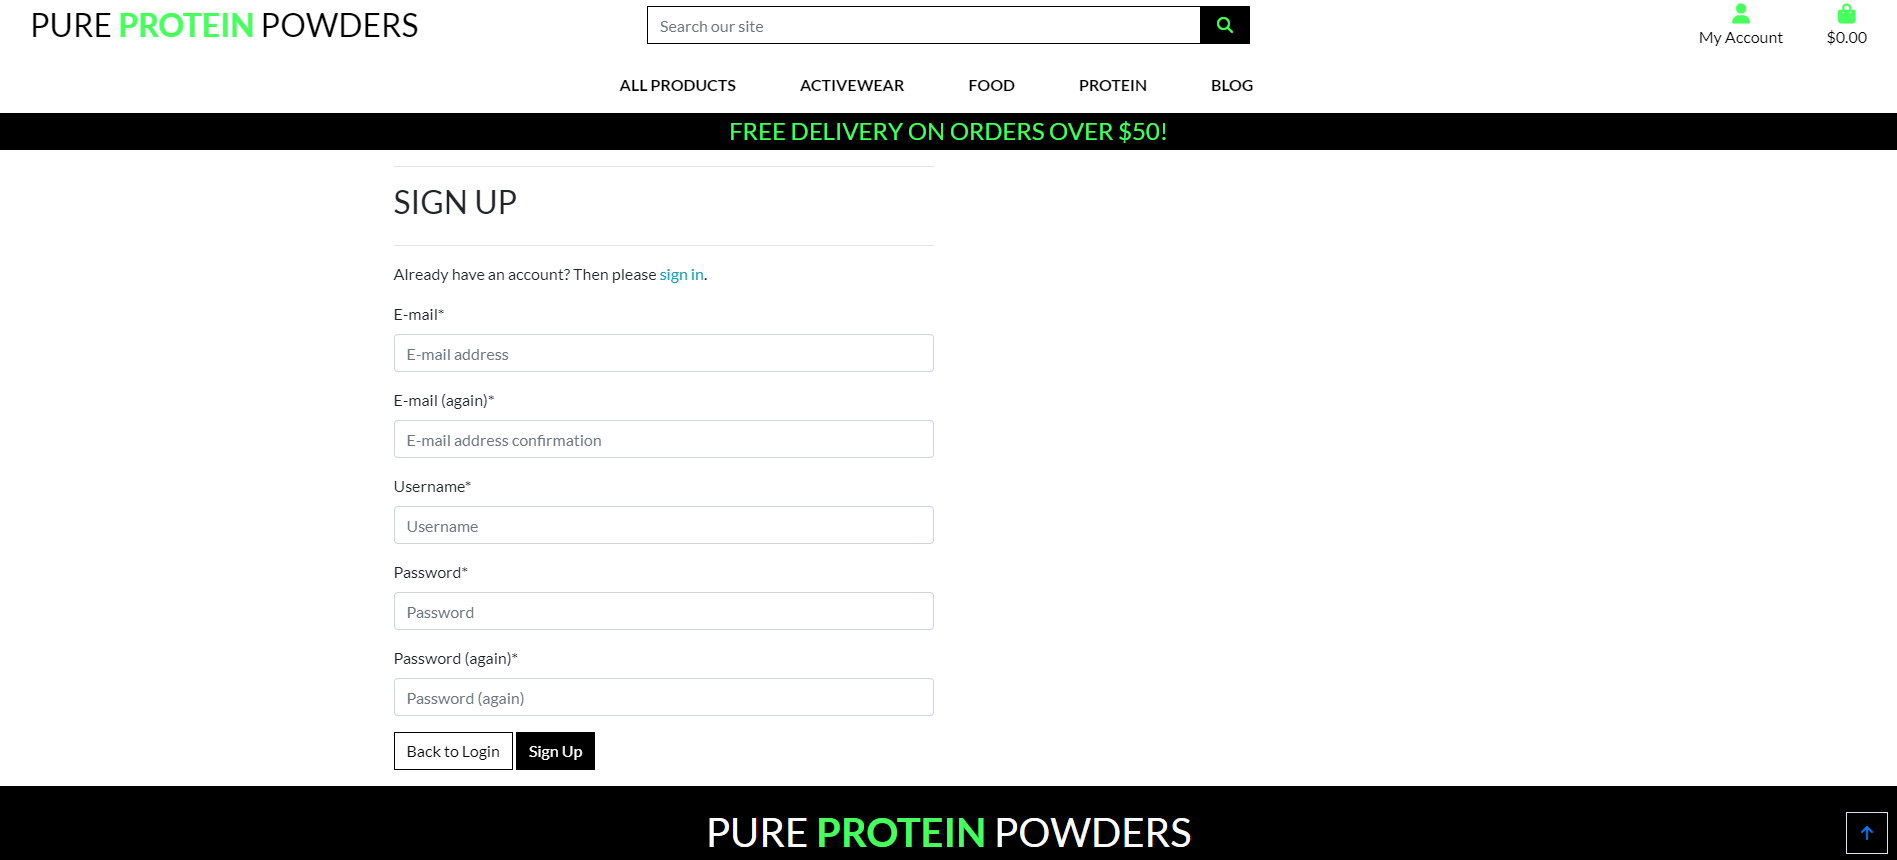 PURE PROTEIN POWDERS
Search our site
My Account
$0.00
ALL PRODUCTS
ACTIVEWEAR
FOOD
PROTEIN
BLOG
FREE DELIVERY ON ORDERS OVER $50!
SIGN UP
Already have an account? Then please sign in.
E-mail*
E-mail address
E-mail (again)*
E-mail address confirmation
Username*
Username
Password*
Password
Password (again)*
Password (again)
Back to Login
Sign Up
PURE PROTEIN POWDERS